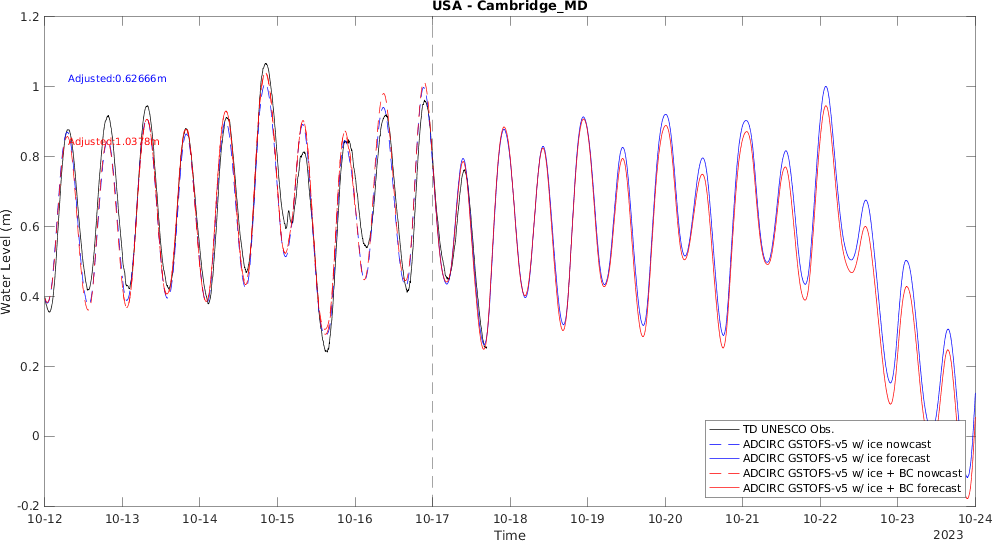 USA - Cambridge_MD
1.2
1
0.8
0.6
0.4
0.2
0
-0.2
Water Level (m)
Adjusted:0.62666m
Adjusted:1.0378m
TD UNESCO Obs.
ADCIRC GSTOFS-v5 w/ ice nowcast
ADCIRC GSTOFS-v5 w/ ice forecast
ADCIRC GSTOFS-v5 w/ ice + BC nowcast
ADCIRC GSTOFS-v5 w/ ice + BC forecast
10-12 10-13 10-14 10-15 10-16 10-17 10-18 10-19 10-20 10-21 10-22 10-23 10-24
Time
2023